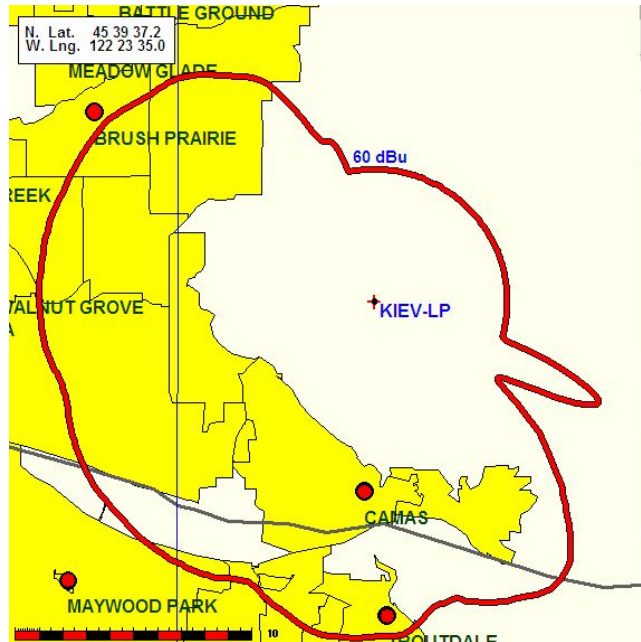 BATTLE GROUND
N. Lat. 45 39 37.2
W. Lng. 122 23 35.0
MEADOW GLADE
BRUSH PRAIRIE
60 dBu
REEK
WALNUT GROVE
A
KIEV-LP
CAMAS
MAYWOOD PARK
10
TROUTDALE